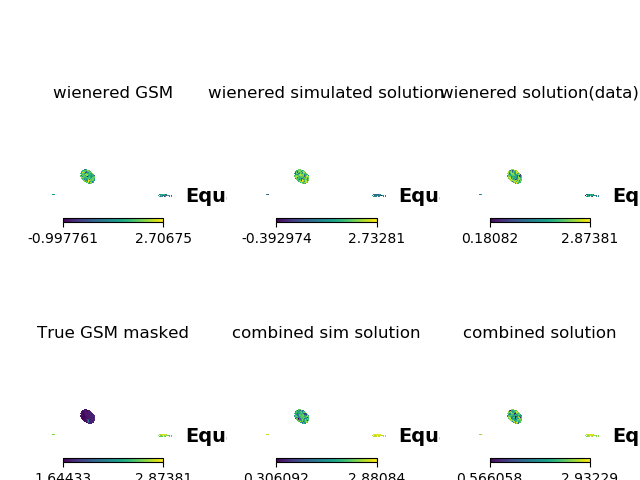 wienered GSM wienered simulated solution wienered solution(data)
Equ Equ Eq
-0.997761 2.70675 -0.392974 2.73281 0.18082 2.87381
True GSM masked combined sim solution combined solution
Equ Equ Eq
1.64433 2.87381 0.306092 2.88084 0.566058 2.93229